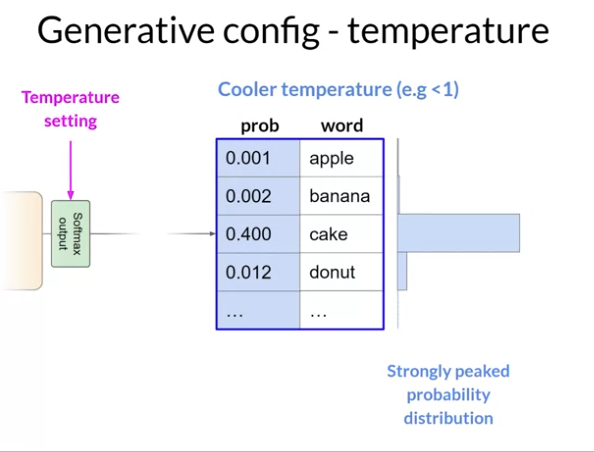 Generative config - temperature
Temperature
setting
Softmax
output
Cooler temperature (e.g <1)
prob word
0.001 apple
0.002 banana
0.400 cake
0.012 donut
... ...
Strongly peaked
probability
distribution